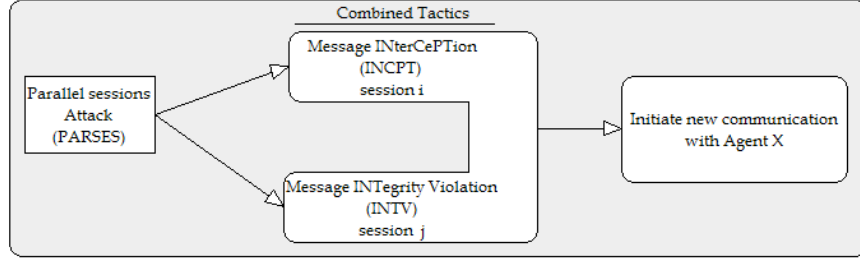 Combined Tactics
Message INterCePTion
(INCPT)
session i
Parallel sessions
Attack
(PARSES)
Initiate new communication
with Agent X
Message INTegrity Violation
(INTV)
session j